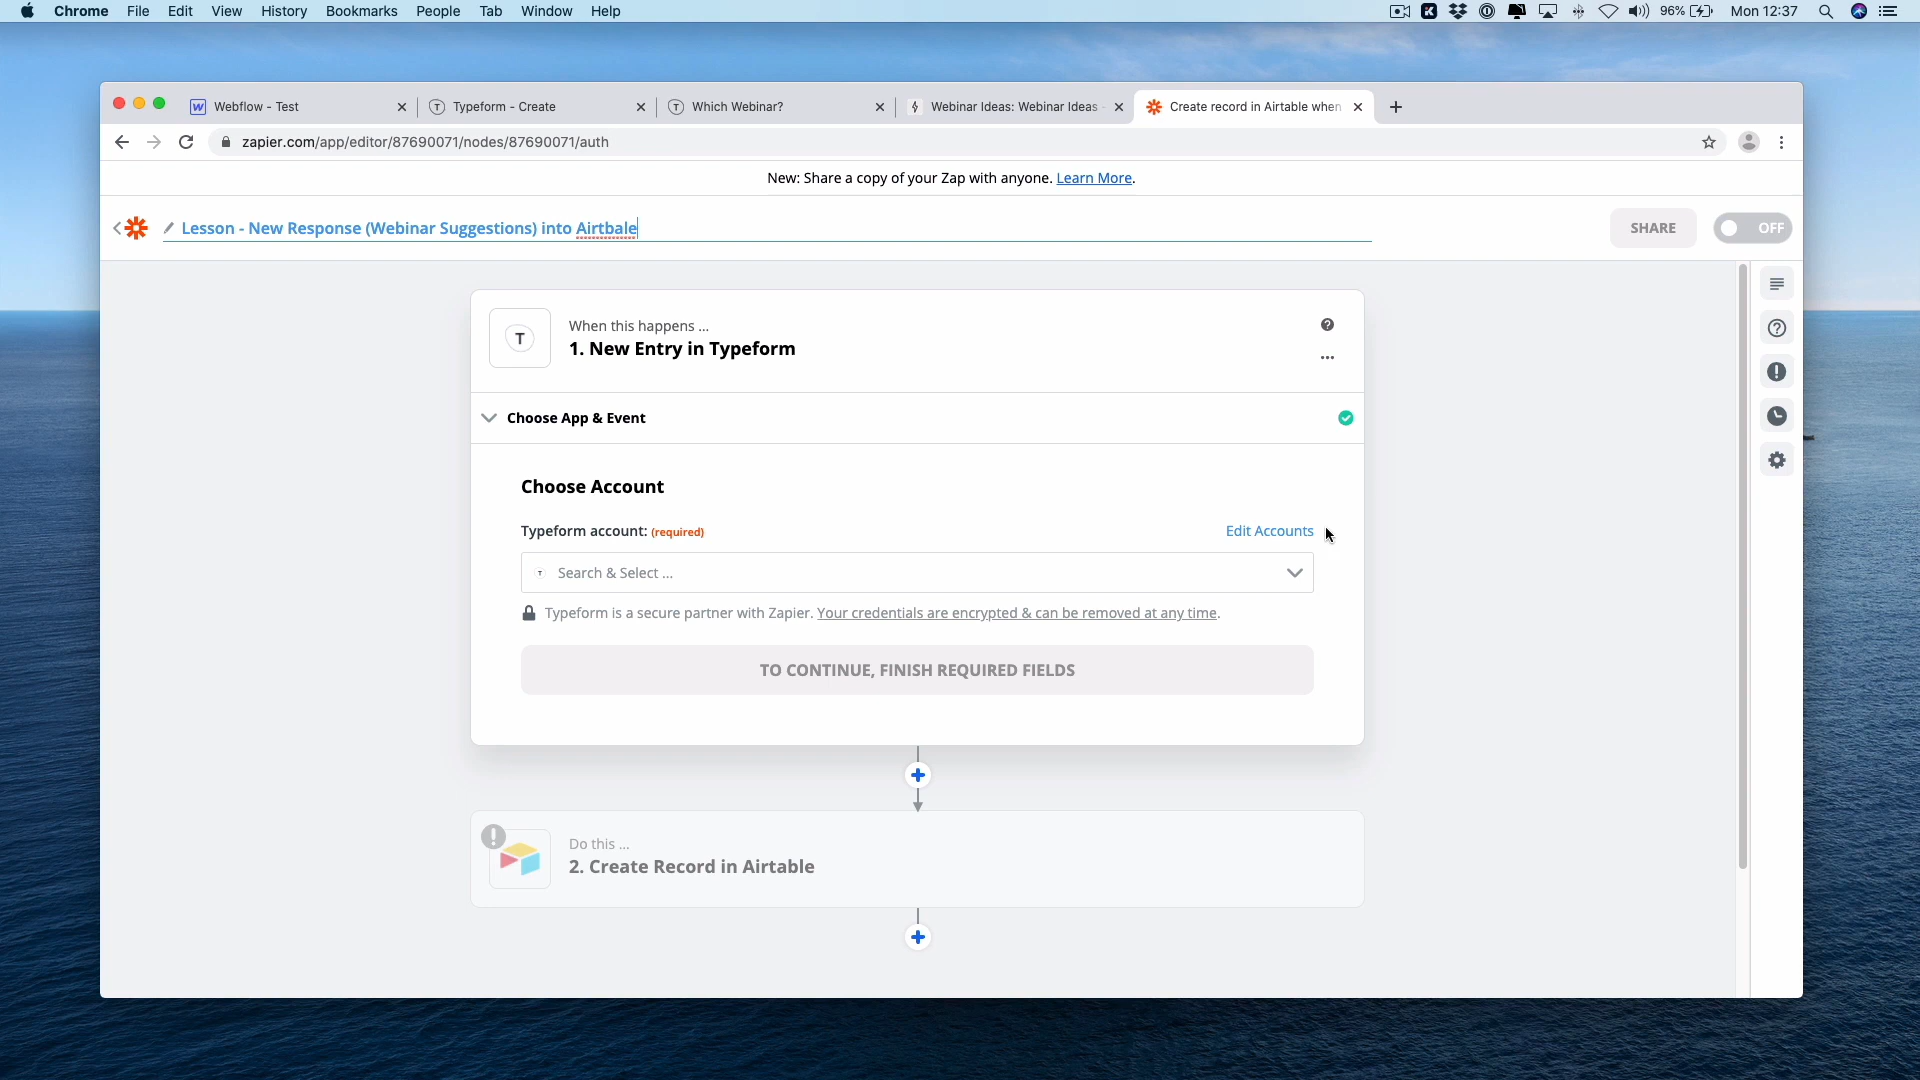 Chrome File Edit View History Bookmarks People Tab Window Help 96% Mon 12:37
Webflow - Test Typeform - Create Which Webinar? Webinar Ideas: Webinar Ideas - Create record in Airtable when
zapier.com/app/editor/87690071/nodes/87690071/auth
New: Share a copy of your Zap with anyone. Learn More.
Lesson - New Response (Webinar Suggestions) into Airtbale SHARE OFF
When this happens ...
T
1. New Entry in Typeform
Choose App & Event
Choose Account
Typeform account: (required) Edit Accounts
Search & Select ...
Typeform is a secure partner with Zapier. Your credentials are encrypted & can be removed at any time.
TO CONTINUE, FINISH REQUIRED FIELDS
Do this ...
2. Create Record in Airtable